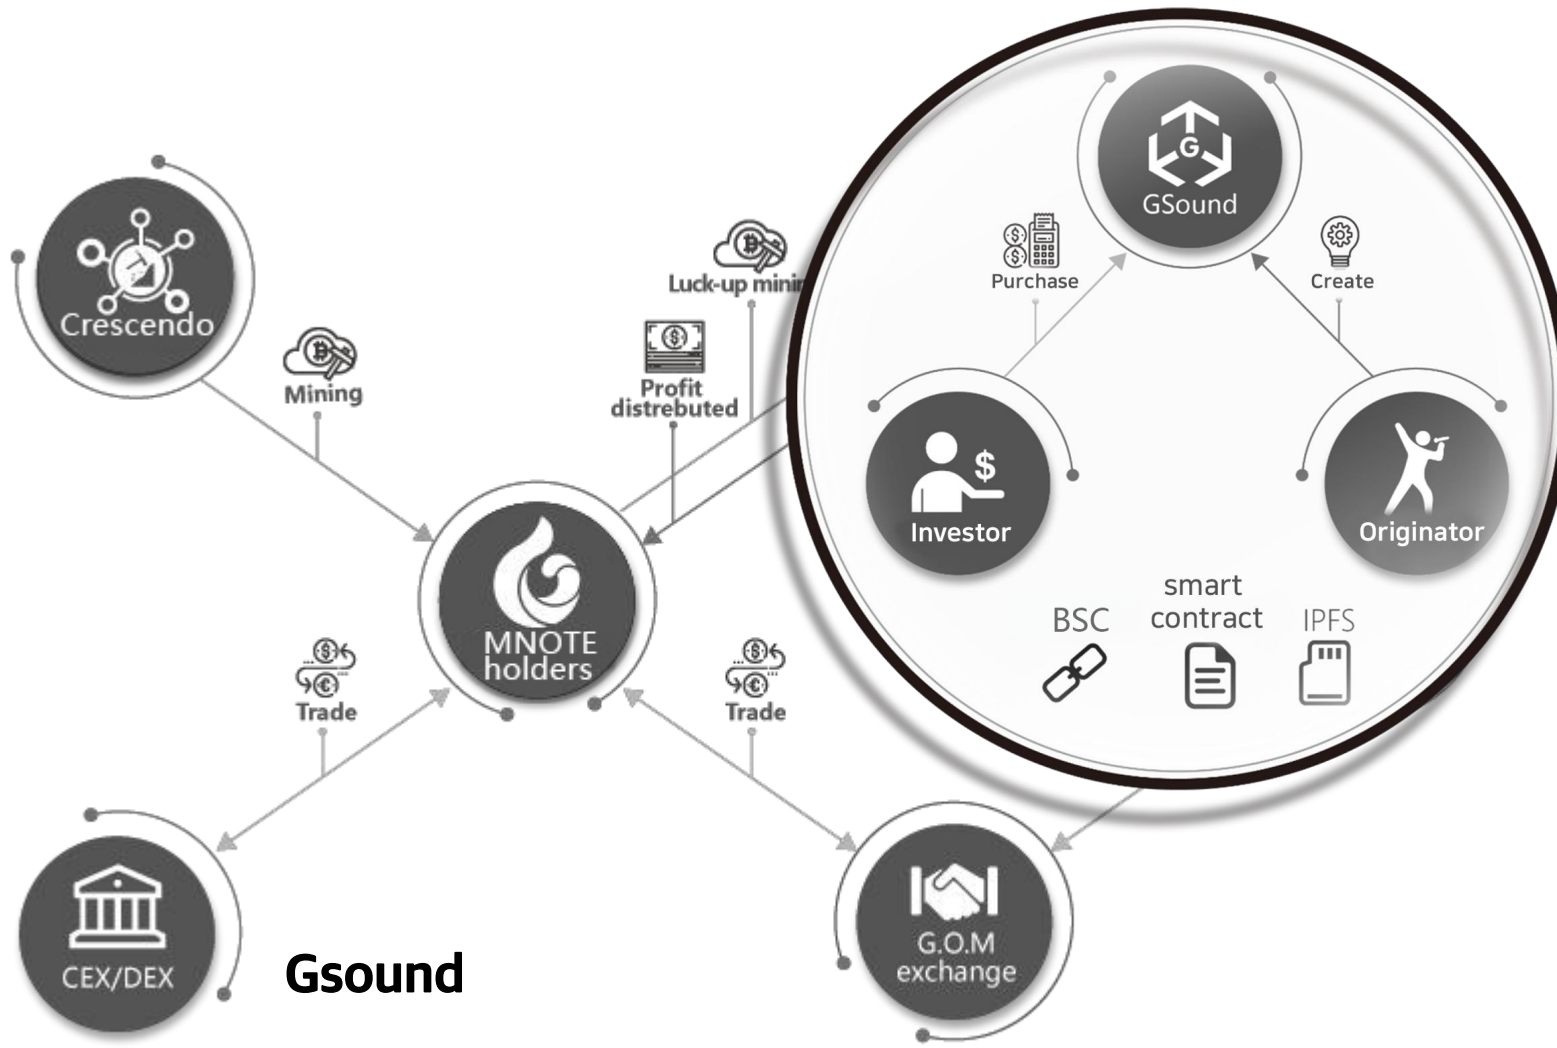 G
GSound
Purchase
Create
Crescendo
Luck-up minin
Mining
Profit
distrebuted
$
Investor
Originator
smart
contract
BSC
IPFS
MNOTE
holders
Trade
Trade
G.O.M
exchange
CEX/DEX
Gsound